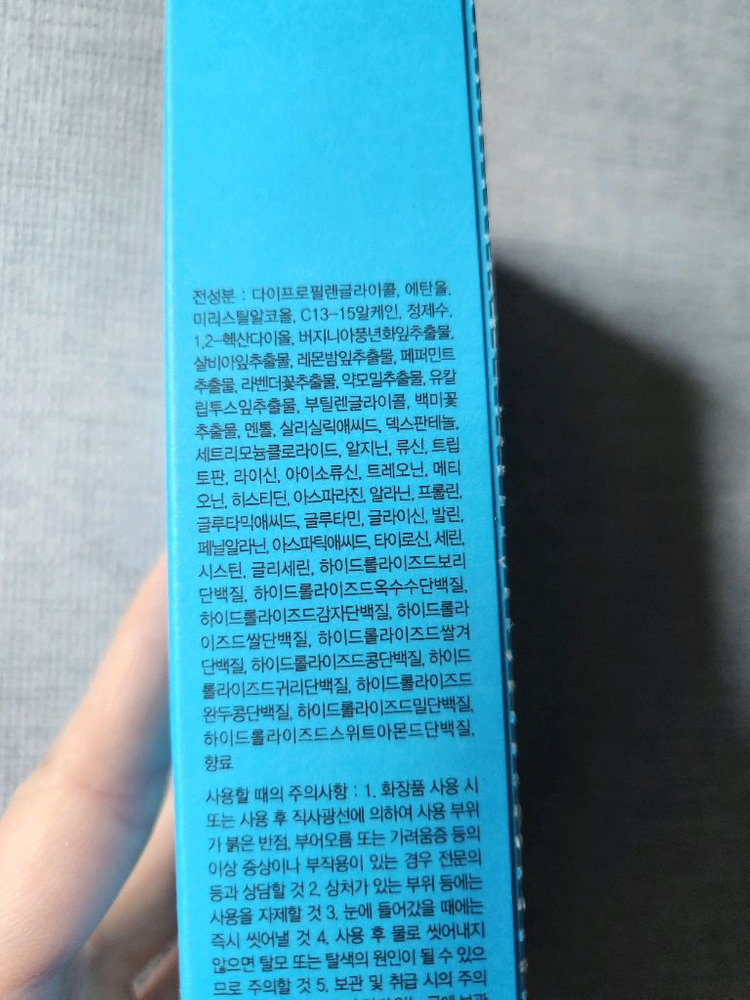 전성분 : 다이프로필렌글라이콜, 에탄올,
미리스틸알코올, C13-15알케인, 정제수,
1,2-헥산다이올, 버지니아풍년화잎추출물,
살비아잎추출물, 레몬밤잎추출물, 페퍼민트
추출물, 라벤더꽃추출물, 약모밀추출물, 유칼
립투스잎추출물, 부틸렌글라이콜, 백미꽃
추출물, 멘톨, 살리실릭애씨드, 덱스판테놀,
세트리모늄클로라이드, 알지닌, 류신, 트립
토판, 라이신, 아이소류신, 트레오닌, 메티
오닌, 히스티딘, 아스파라진, 알라닌, 프롤린,
글루타믹애씨드, 글루타민, 글라이신, 발린,
페닐알라닌, 아스파틱애씨드, 타이로신, 세린,
시스틴, 글리세린, 하이드롤라이즈드보리
단백질, 하이드롤라이즈드옥수수단백질,
하이드롤라이즈드감자단백질, 하이드롤라
이즈드쌀단백질, 하이드롤라이즈드쌀겨
단백질, 하이드롤라이즈드콩단백질, 하이드
롤라이즈드귀리단백질, 하이드롤라이즈드
완두콩단백질, 하이드롤라이즈드밀단백질,
하이드롤라이즈드스위트아몬드단백질,
향료
사용할 때의 주의사항 : 1. 화장품 사용 시
또는 사용 후 직사광선에 의하여 사용 부위
가 붉은 반점, 부어오름 또는 가려움증 등의
이상 증상이나 부작용이 있는 경우 전문의
등과 상담할 것 2. 상처가 있는 부위 등에는
사용을 자제할 것 3. 눈에 들어갔을 때에는
즉시 씻어낼 것 4. 사용 후 물로 씻어내지
않으면 탈모 또는 탈색의 원인이 될 수 있으
므로 주의할 것 5. 보관 및 취급 시의 주의